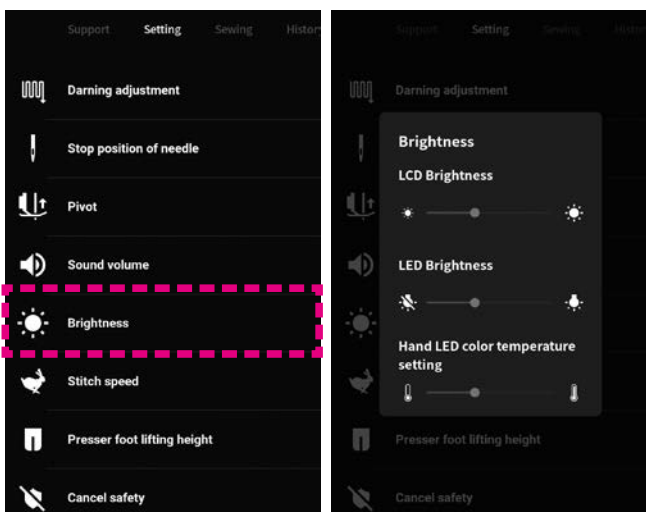 Support Setting Sewing History
Darning adjustment
Stop position of needle
Pivot
Sound volume
Brightness
Stitch speed
Presser foot lifting height
Cancel safety
Support Setting Sewing
Darning adjustment
Brightness
LCD Brightness
LED Brightness
Hand LED color temperature
setting
Presser foot lifting height
Cancel safety